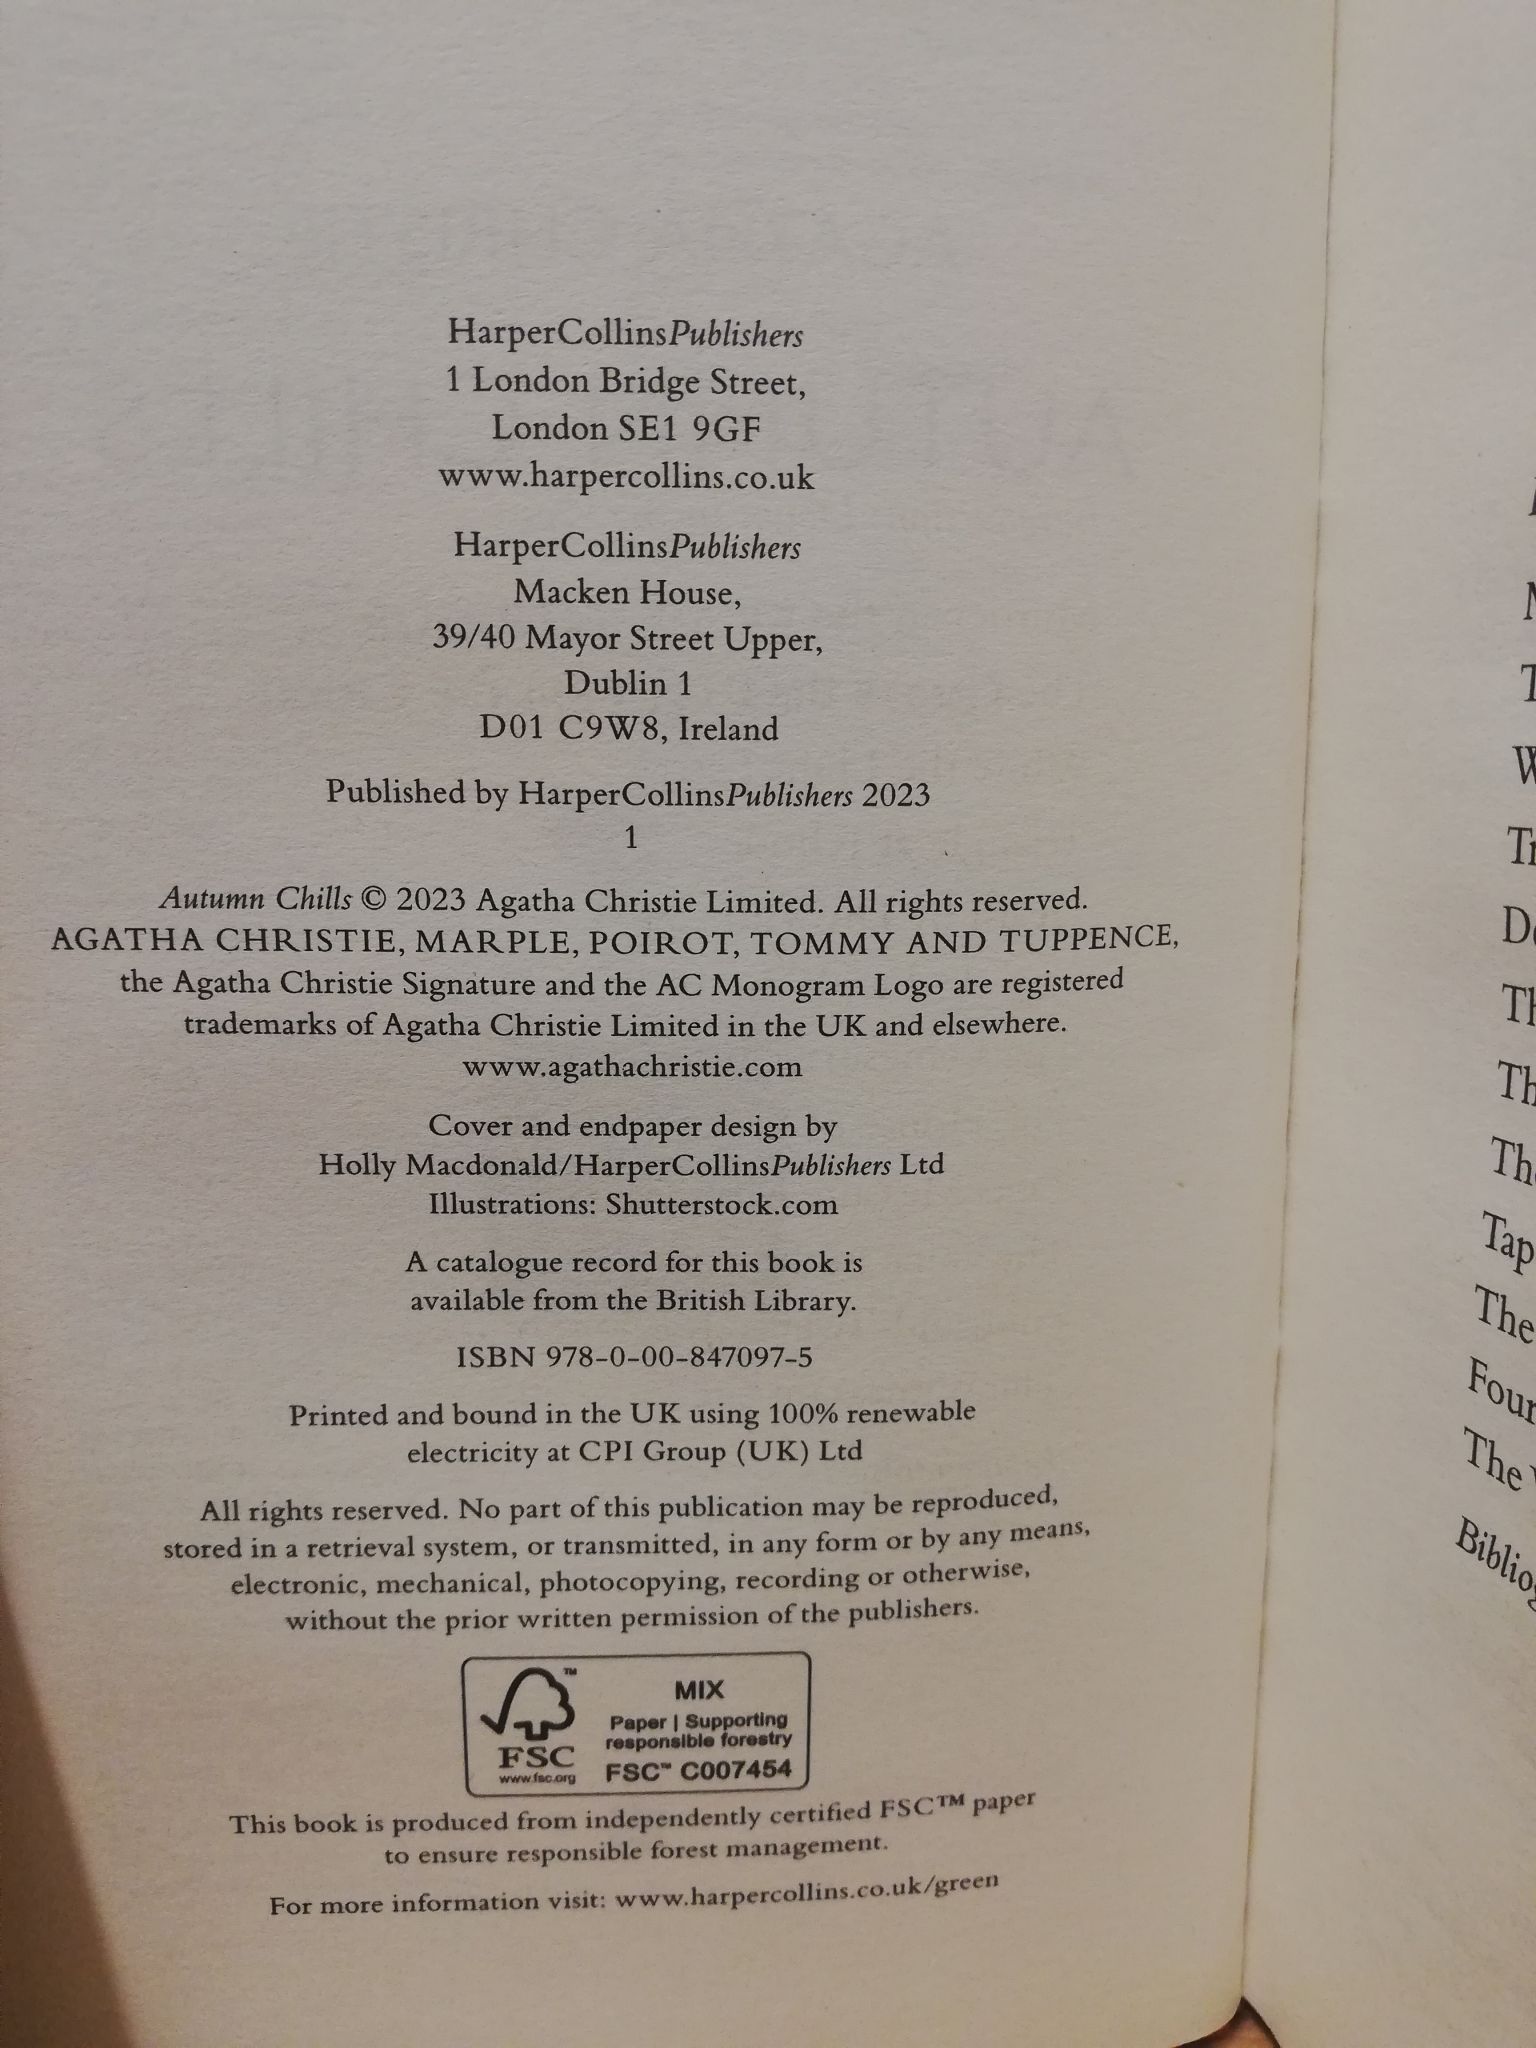 HarperCollinsPublishers
1 London Bridge Street,
London SE1 9GF
www.harpercollins.co.uk
HarperCollinsPublishers
Macken House,
39/40 Mayor Street Upper,
Dublin 1
D01 C9W8, Ireland
Published by HarperCollinsPublishers 2023
1
Autumn Chills © 2023 Agatha Christie Limited. All rights reserved.
AGATHA CHRISTIE, MARPLE, POIROT, TOMMY AND TUPPENCE,
the Agatha Christie Signature and the AC Monogram Logo are registered
trademarks of Agatha Christie Limited in the UK and elsewhere.
www.agathachristie.com
Cover and endpaper design by
Holly Macdonald/HarperCollinsPublishers Ltd
Illustrations: Shutterstock.com
A catalogue record for this book is
available from the British Library.
ISBN 978-0-00-847097-5
Printed and bound in the UK using 100% renewable
electricity at CPI Group (UK) Ltd
All rights reserved. No part of this publication may be reproduced,
stored in a retrieval system, or transmitted, in any form or by any means,
electronic, mechanical, photocopying, recording or otherwise,
without the prior written permission of the publishers.
FSC™
www.fsc.org
MIX
Paper | Supporting
responsible forestry
FSC™ C007454
This book is produced from independently certified FSC™ paper
to ensure responsible forest management.
For more information visit: www.harpercollins.co.uk/green
The
The